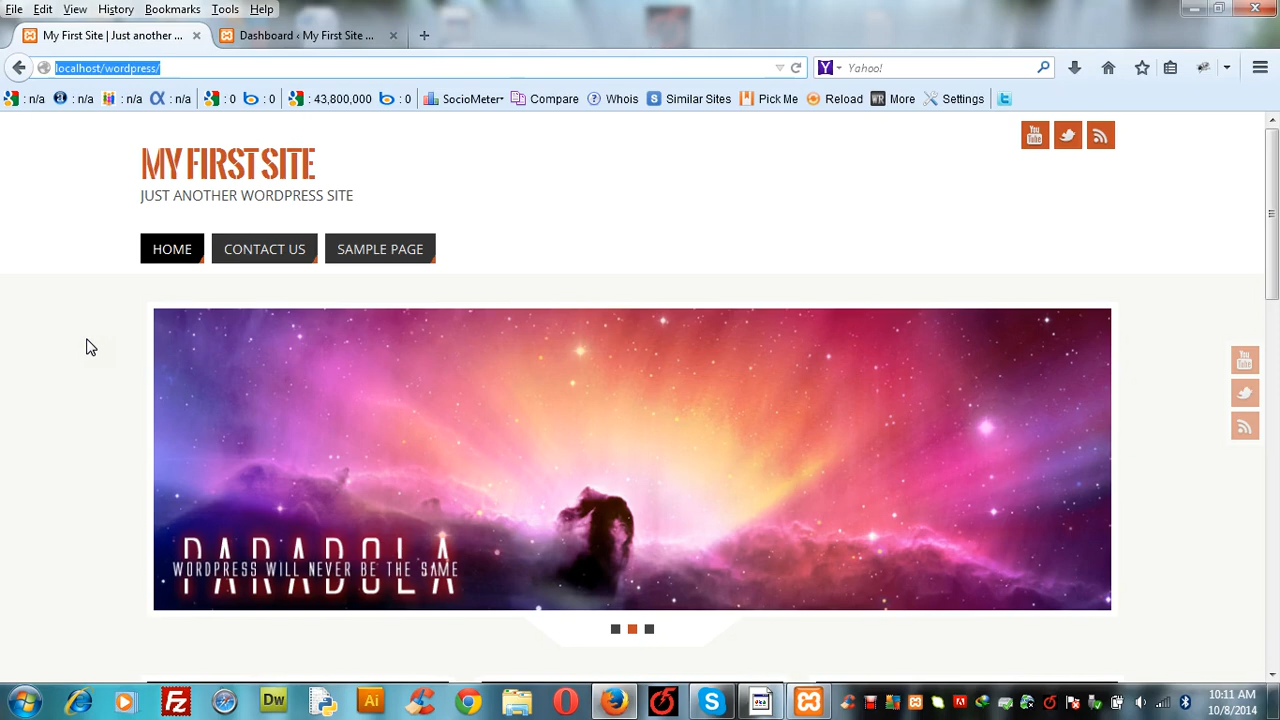 File Edit View History Bookmarks Tools Help
My First Site | Just another ... Dashboard ‹ My First Site ...
localhost/wordpress/ Yahoo!
: n/a : n/a : n/a : n/a : 0 : 0 : 43,800,000 : 0 SocioMeter Compare Whois Similar Sites Pick Me Reload More Settings
MY FIRST SITE
JUST ANOTHER WORDPRESS SITE
HOME CONTACT US SAMPLE PAGE
PARABOLA
WORDPRESS WILL NEVER BE THE SAME
10:11 AM
10/8/2014